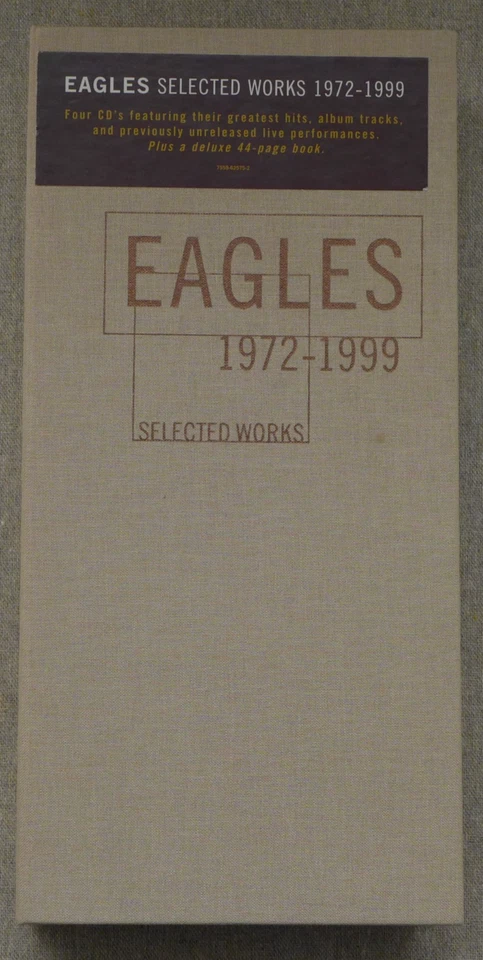 EAGLES SELECTED WORKS 1972-1999
Four CD's featuring their greatest hits, album tracks,
and previously unreleased live performances.
Plus a deluxe 44-page book.
EAGLES
1972-1999
SELECTED WORKS